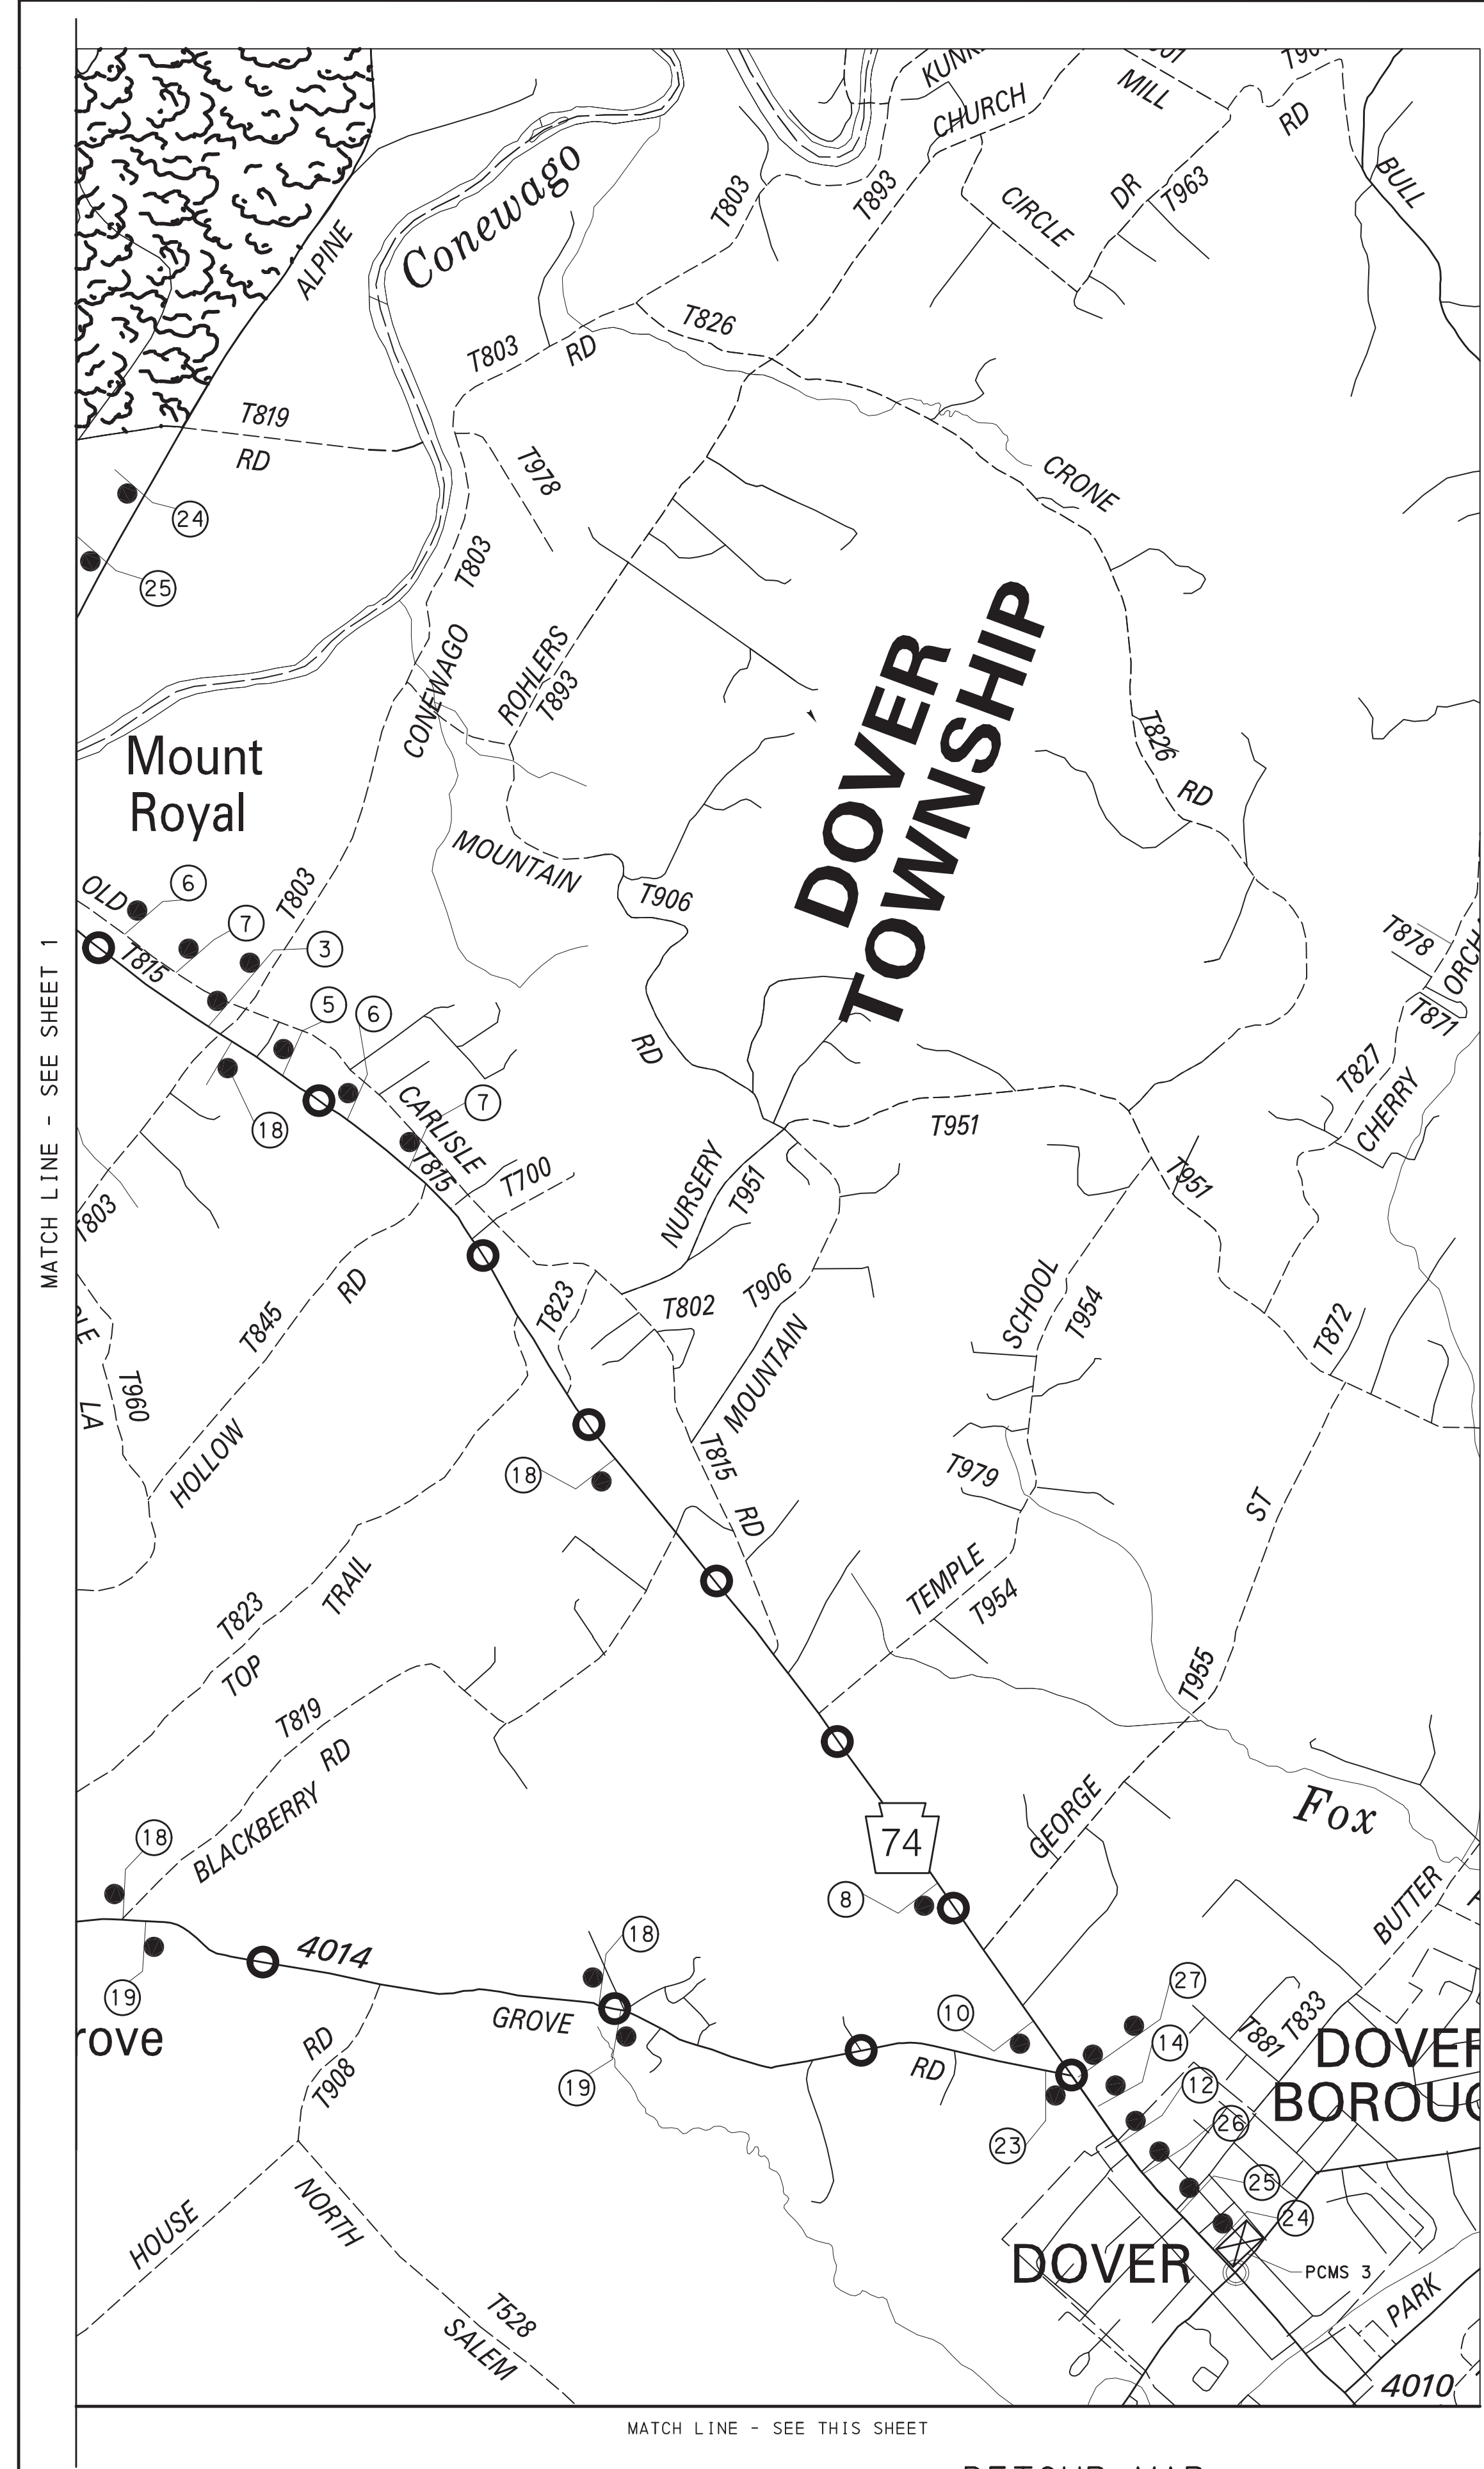 KUNK
CHURCH
MILL
RD
BULL
T803
T893
CIRCLE
DR
T963
Conewago
ALPINE
T826
T803
RD
T819
RD
T978
CRONE
24
25
T803
CONEWAGO
ROHLERS
T893
DOVER
TOWNSHIP
T826
RD
Mount
Royal
MOUNTAIN
T906
OLD
6
7
3
T803
T815
5
6
18
CARLISLE
7
T815
T700
RD
T878
ORCH
T871
T827
CHERRY
MATCH LINE - SEE SHEET 1
T951
NURSERY
T951
T951
T803
RD
T845
HOLLOW
LA
T960
T823
T802
T906
MOUNTAIN
SCHOOL
T954
T872
T815
RD
18
T979
ST
TEMPLE
T954
T823
TOP
TRAIL
T955
T819
RD
BLACKBERRY
74
GEORGE
Fox
BUTTER
18
8
4014
18
19
rove
GROVE
19
RD
10
27
14
T881
T833
12
26
DOVER
BOROUG
23
25
24
RD
T908
HOUSE
NORTH
T528
SALEM
DOVER
PCMS 3
PARK
4010
MATCH LINE - SEE THIS SHEET
DETOUR MAP